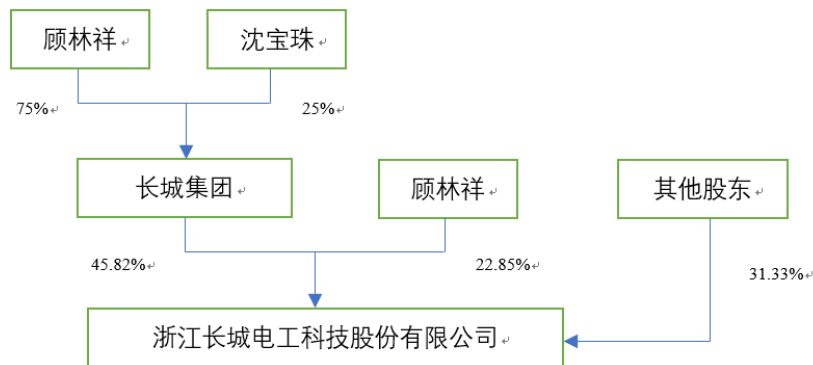 顾林祥
沈宝珠
75%
25%
长城集团
顾林祥
其他股东
45.82%
22.85%
31.33%
浙江长城电工科技股份有限公司